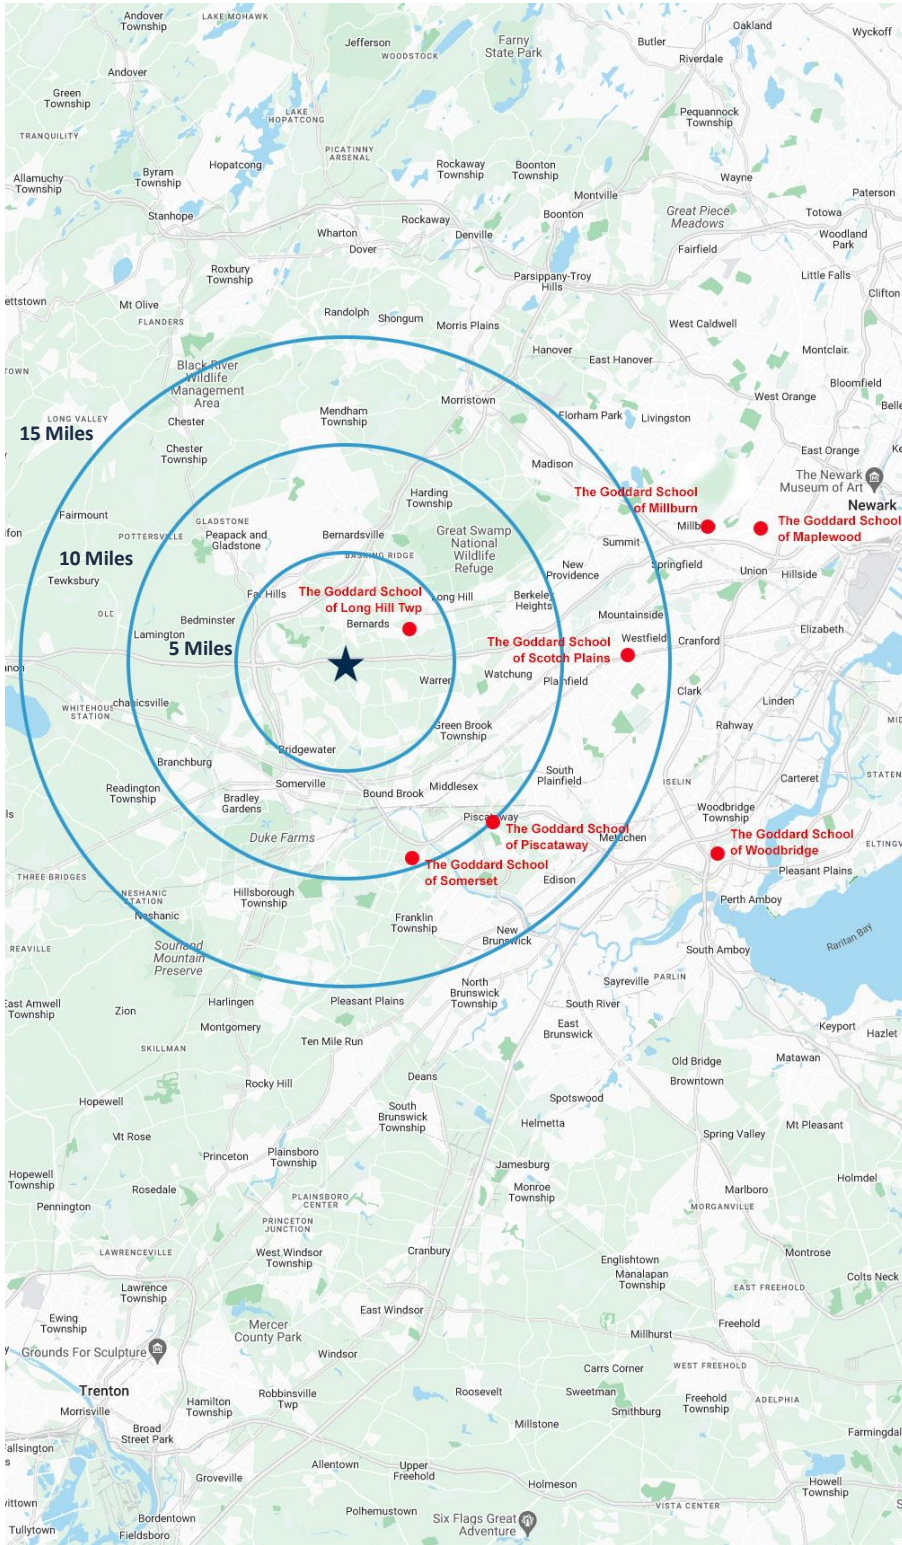 Andover
Township
LAKE MOHAWK
Oakland
Wyckoff
Jefferson
WOODSTOCK
Farny
State Park
Butler
Riverdale
Andover
Green
Township
LAKE
HOPATCONG
Pequannock
Township
TRANQUILITY
PICATINNY
ARSENAL
Hopatcong
Rockaway
Township
Boonton
Township
Allamuchy
Township
Byram
Township
Wayne
Montville
Paterson
Stanhope
Rockaway
Boonton
Great Piece
Meadows
Totowa
Wharton
Denville
Woodland
Park
Dover
Fairfield
Roxbury
Township
Parsippany-Troy
Hills
Little Falls
ettstown
Mt Olive
Clifton
FLANDERS
Randolph
Shongum
Morris Plains
West Caldwell
Hanover
East Hanover
Montclair
TOWN
Black River
Wildlife
Management
Area
Bloomfield
Morristown
West Orange
Belle
LONG VALLEY
Chester
Mendham
Township
Florham Park
Livingston
15 Miles
Chester
Township
East Orange
Madison
The Newark
Museum of Art
Harding
Township
The Goddard School
of Millburn
Newark
Fairmount
GLADSTONE
The Goddard School
of Maplewood
ifon
POTTERSVILLE
Peapack and
Gladstone
Bernardsville
Great Swamp
National
Wildlife
Refuge
Millb
Summit
10 Miles
BASKING RIDGE
New
Providence
Springfield
Union
Hillside
Tewksbury
Far Hills
The Goddard School
of Long Hill Twp
Long Hill
Berkeley
Heights
OLD
Bedminster
Bernards
Mountainside
Lamington
Elizabeth
5 Miles
The Goddard School
of Scotch Plains
Westfield
Cranford
anon
Warren
Watchung
Plainfield
Clark
Linden
WHITEHOUSE
STATION
chanicsville
Green Brook
Township
Rahway
MID
Bridgewater
Branchburg
South
Plainfield
ISELIN
Carteret
STATEN
Readington
Township
Somerville
Bound Brook
Middlesex
Bradley
Gardens
Woodbridge
Township
lls
Piscataway
Duke Farms
The Goddard School
of Piscataway
Metuchen
The Goddard School
of Woodbridge
ELTINGV
The Goddard School
of Somerset
Edison
Pleasant Plains
THREE BRIDGES
NESHANIC
STATION
Hillsborough
Township
Perth Amboy
Neshanic
Franklin
Township
New
Brunswick
Raritan Bay
REAVILLE
Sourland
Mountain
Preserve
South Amboy
North
Brunswick
Township
Sayreville
PARLIN
East Amwell
Township
Zion
Harlingen
Pleasant Plains
South River
Montgomery
East
Brunswick
Keyport
Hazlet
Ten Mile Run
SKILLMAN
Old Bridge
Matawan
Rocky Hill
Deans
Browntown
Hopewell
South
Brunswick
Township
Spotswood
Helmetta
Mt Pleasant
Mt Rose
Spring Valley
Princeton
Plainsboro
Township
Hopewell
Township
Jamesburg
Holmdel
Rosedale
Monroe
Township
Marlboro
Pennington
PLAINSBORO
CENTER
MORGANVILLE
PRINCETON
JUNCTION
LAWRENCEVILLE
West Windsor
Township
Cranbury
Englishtown
Montrose
Manalapan
Township
Colts Neck
Lawrence
Township
EAST FREEHOLD
Ewing
Township
East Windsor
Mercer
County Park
Freehold
Millhurst
Grounds For Sculpture
Windsor
Carrs Corner
WEST FREEHOLD
Trenton
Robbinsville
Twp
Roosevelt
Sweetman
Freehold
Township
ADELPHIA
Morrisville
Hamilton
Township
Smithburg
Millstone
Broad
Street Park
Farmingdal
Fallsington
s
Allentown
Upper
Freehold
Groveville
Holmeson
Howell
Township
VISTA CENTER
S
Bordentown
Polhemustown
Six Flags Great
Adventure
Tullytown
Fieldsboro